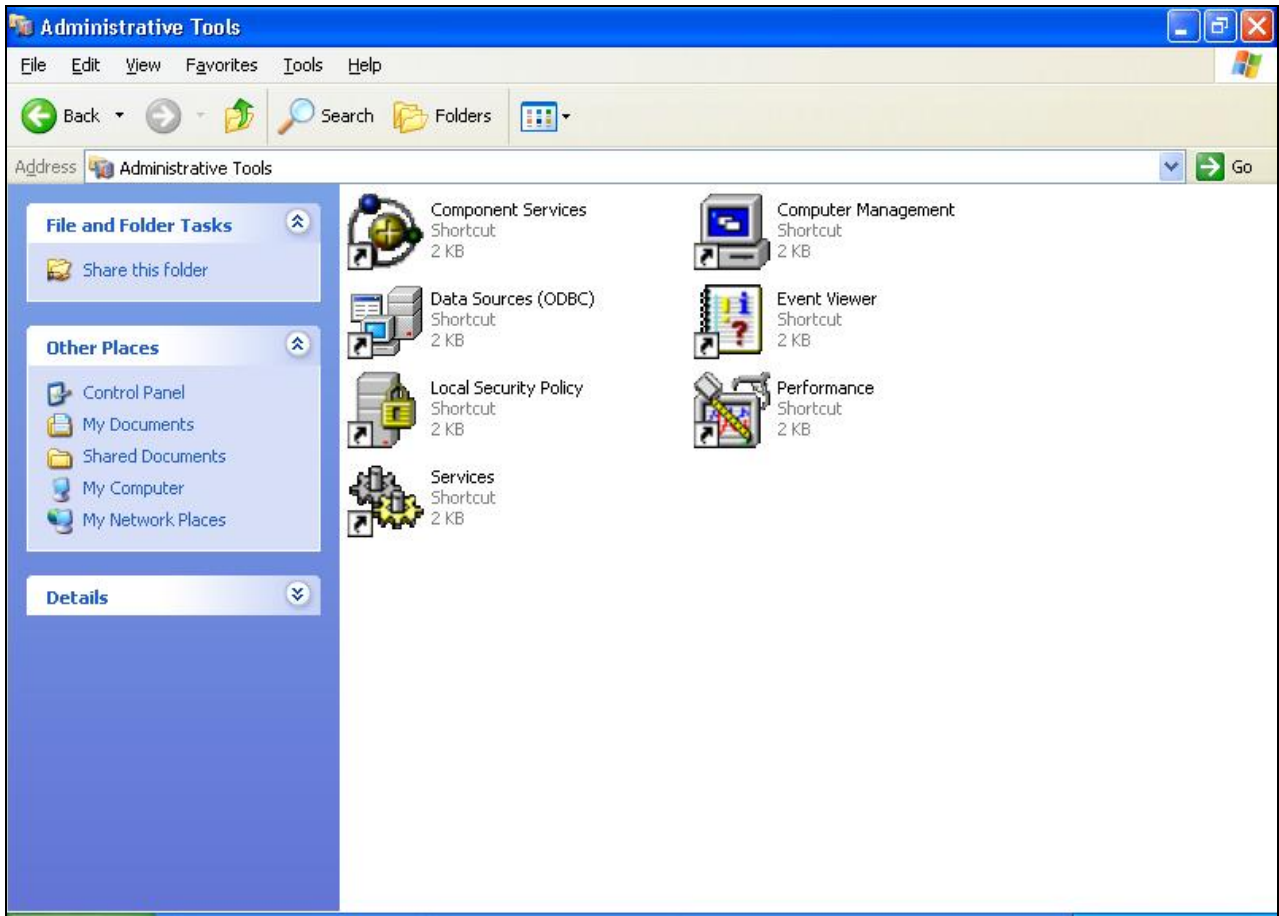 Administrative Tools
File Edit View Favorites Tools Help
Back Search Folders
Address Administrative Tools Go
File and Folder Tasks
Share this folder
Other Places
Control Panel
My Documents
Shared Documents
My Computer
My Network Places
Details
Component Services
Shortcut
2 KB
Computer Management
Shortcut
2 KB
Data Sources (ODBC)
Shortcut
2 KB
Event Viewer
Shortcut
2 KB
Local Security Policy
Shortcut
2 KB
Performance
Shortcut
2 KB
Services
Shortcut
2 KB